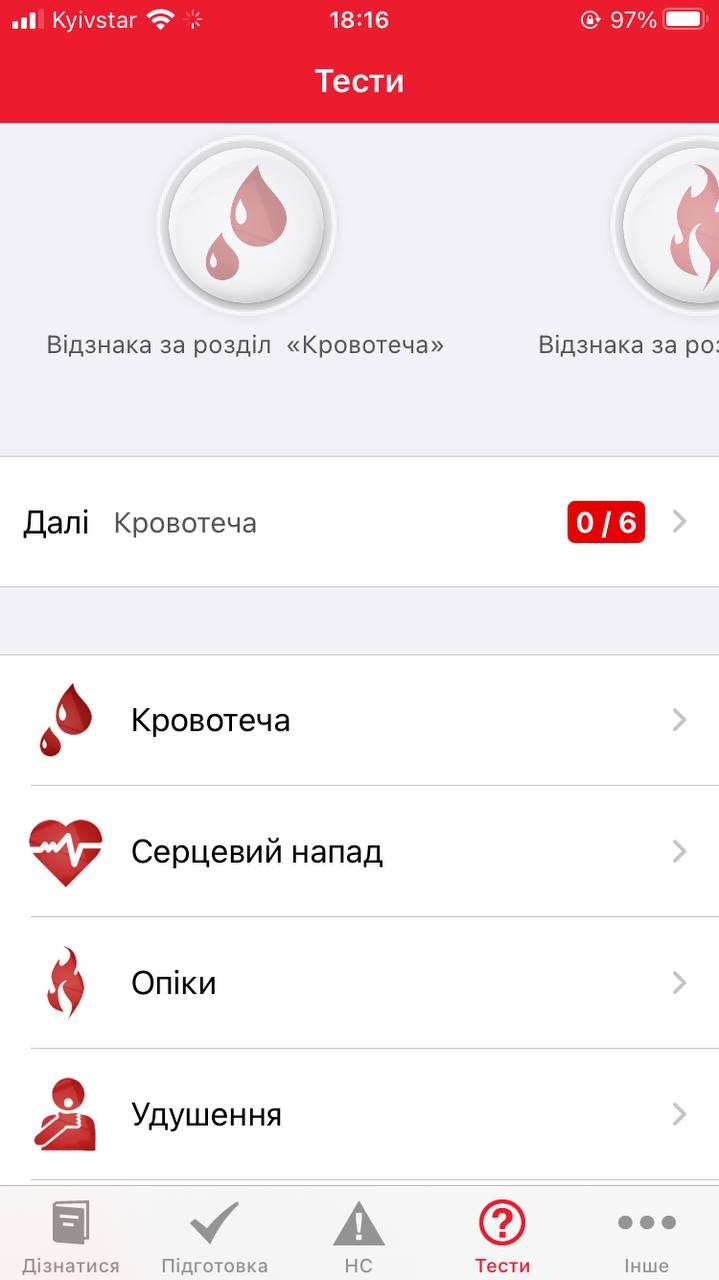 Kyivstar 18:16 97%
Тести
Відзнака за розділ «Кровотеча» Відзнака за
Далі Кровотеча 0 / 6
Кровотеча
Серцевий напад
Опіки
Удушення
Дізнатися Підготовка НС Тести Інше